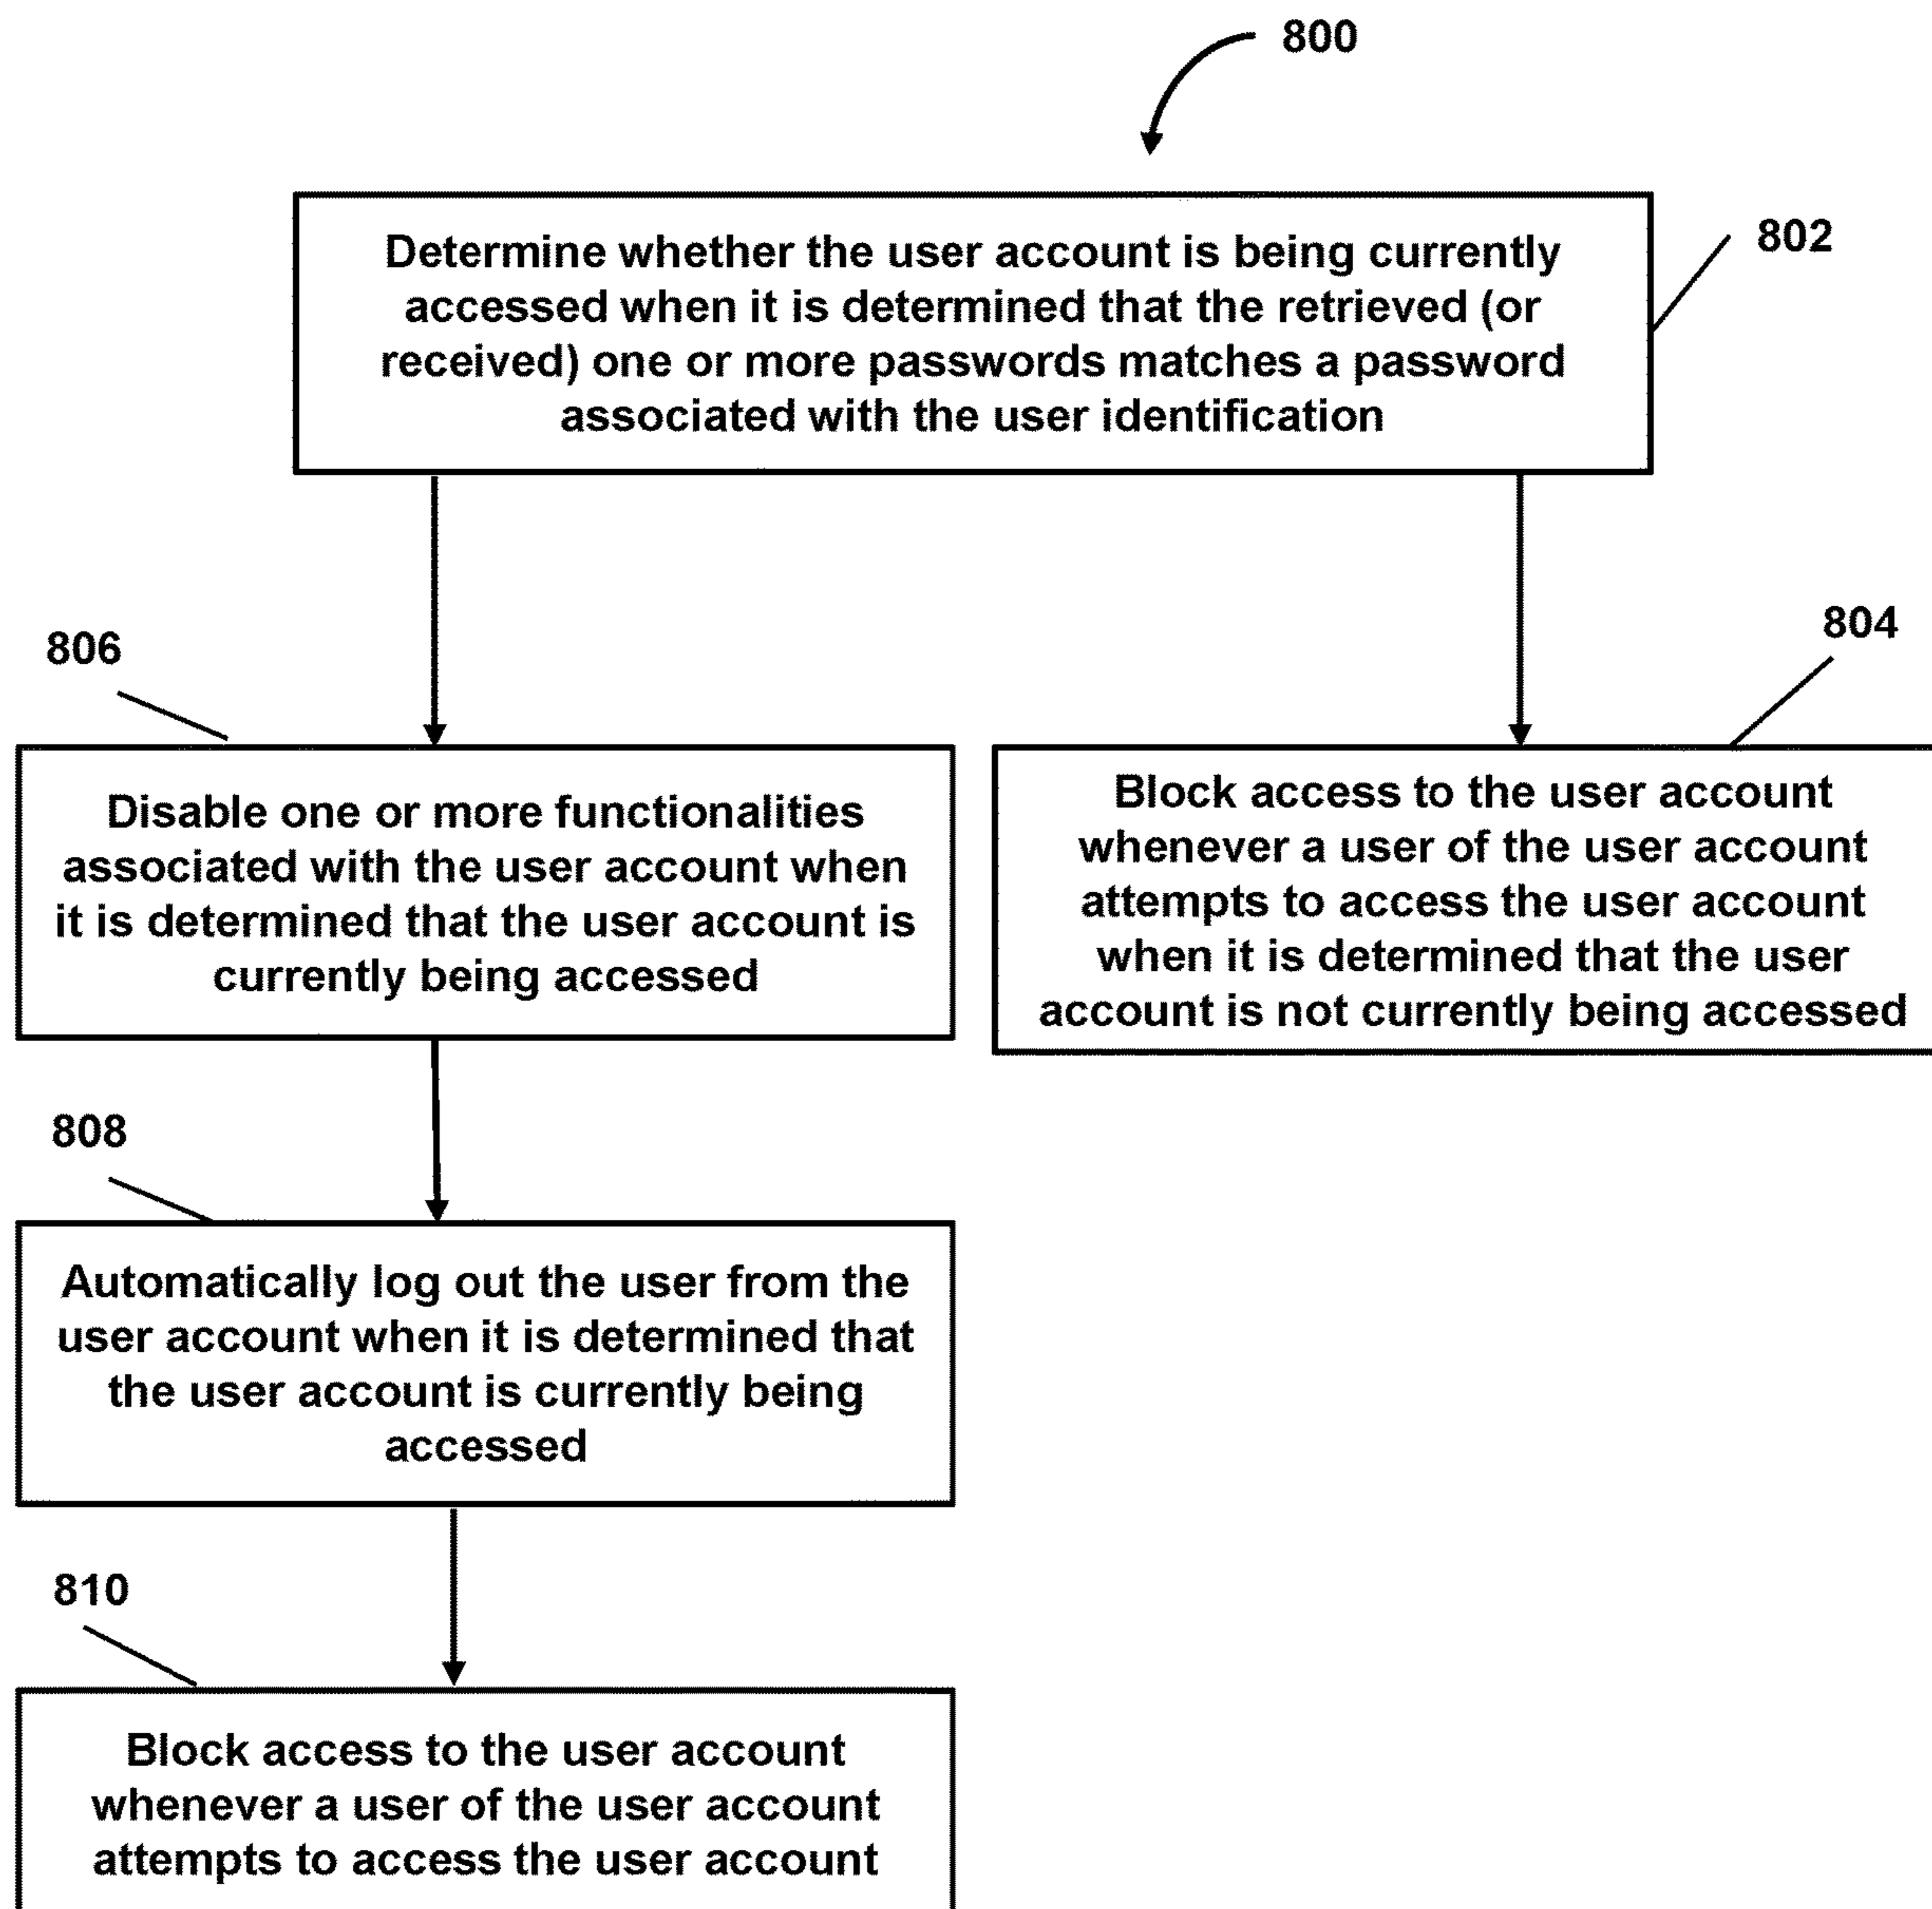 800
Determine whether the user account is being currently
accessed when it is determined that the retrieved (or
received) one or more passwords matches a password
associated with the user identification
802
806
Disable one or more functionalities
associated with the user account when
it is determined that the user account is
currently being accessed
804
Block access to the user account
whenever a user of the user account
attempts to access the user account
when it is determined that the user
account is not currently being accessed
808
Automatically log out the user from the
user account when it is determined that
the user account is currently being
accessed
810
Block access to the user account
whenever a user of the user account
attempts to access the user account